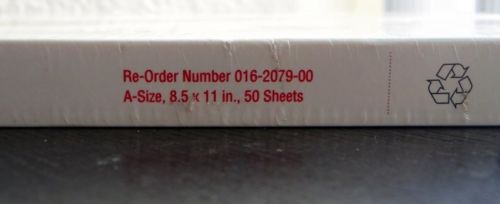 Re-Order Number 016-2079-00
A-Size, 8.5 x 11 in., 50 Sheets